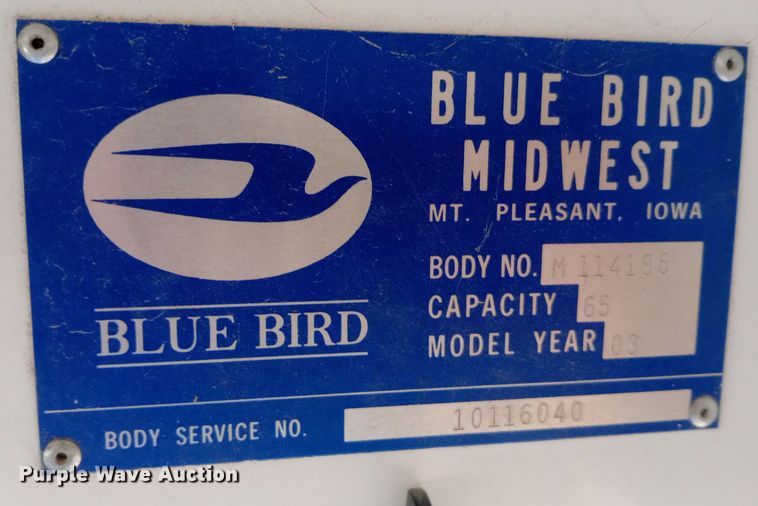 BLUE BIRD
MIDWEST
MT. PLEASANT, IOWA
BODY NO. M 114185
CAPACITY 65
MODEL YEAR 03
BLUE BIRD
BODY SERVICE NO. 10116040
Purple Wave Auction